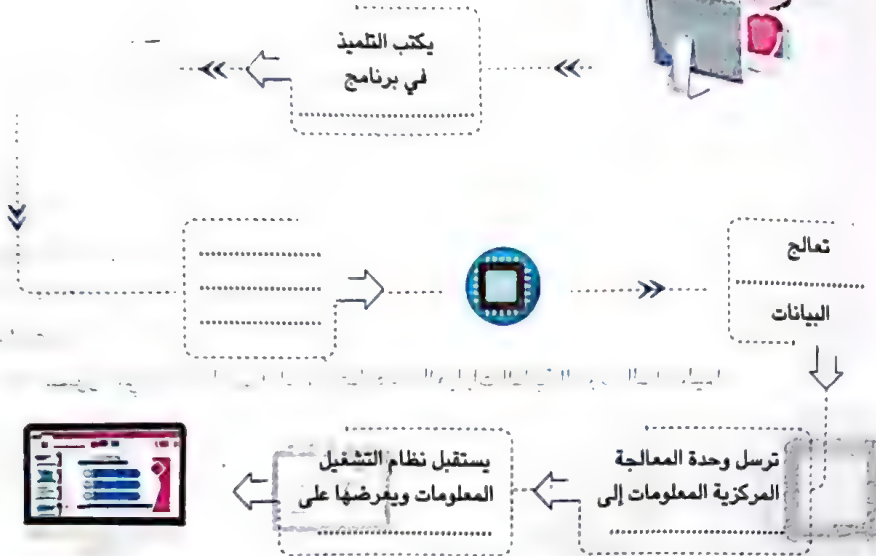 يكتب التلميذ
في برنامج
تعالج
البيانات
ترسل وحدة المعالجة
المركزية المعلومات إلى
يستقبل نظام التشغيل
المعلومات ويعرضها على